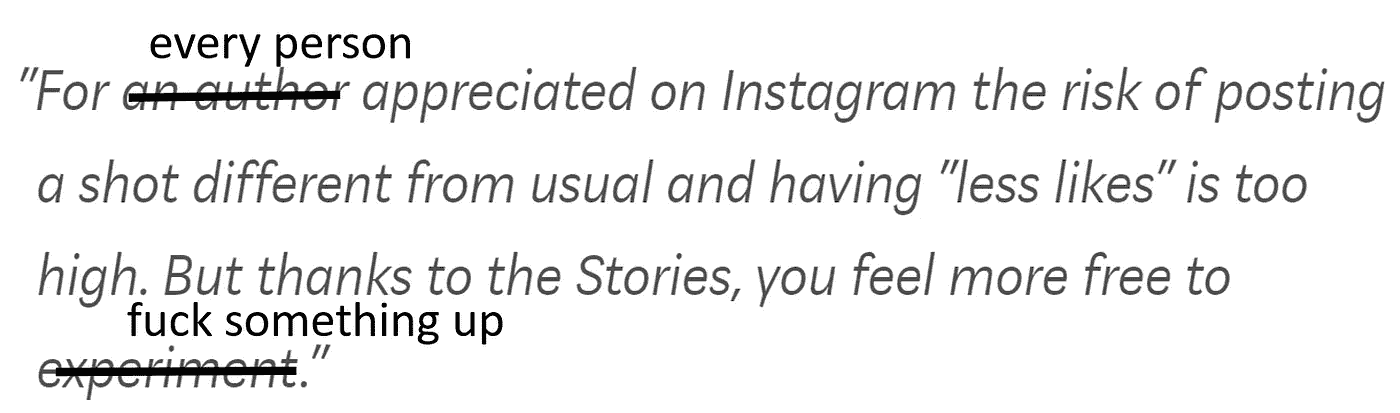 every person
"For an author appreciated on Instagram the risk of posting
a shot different from usual and having "less likes" is too
high. But thanks to the Stories, you feel more free to
fuck something up
experiment."